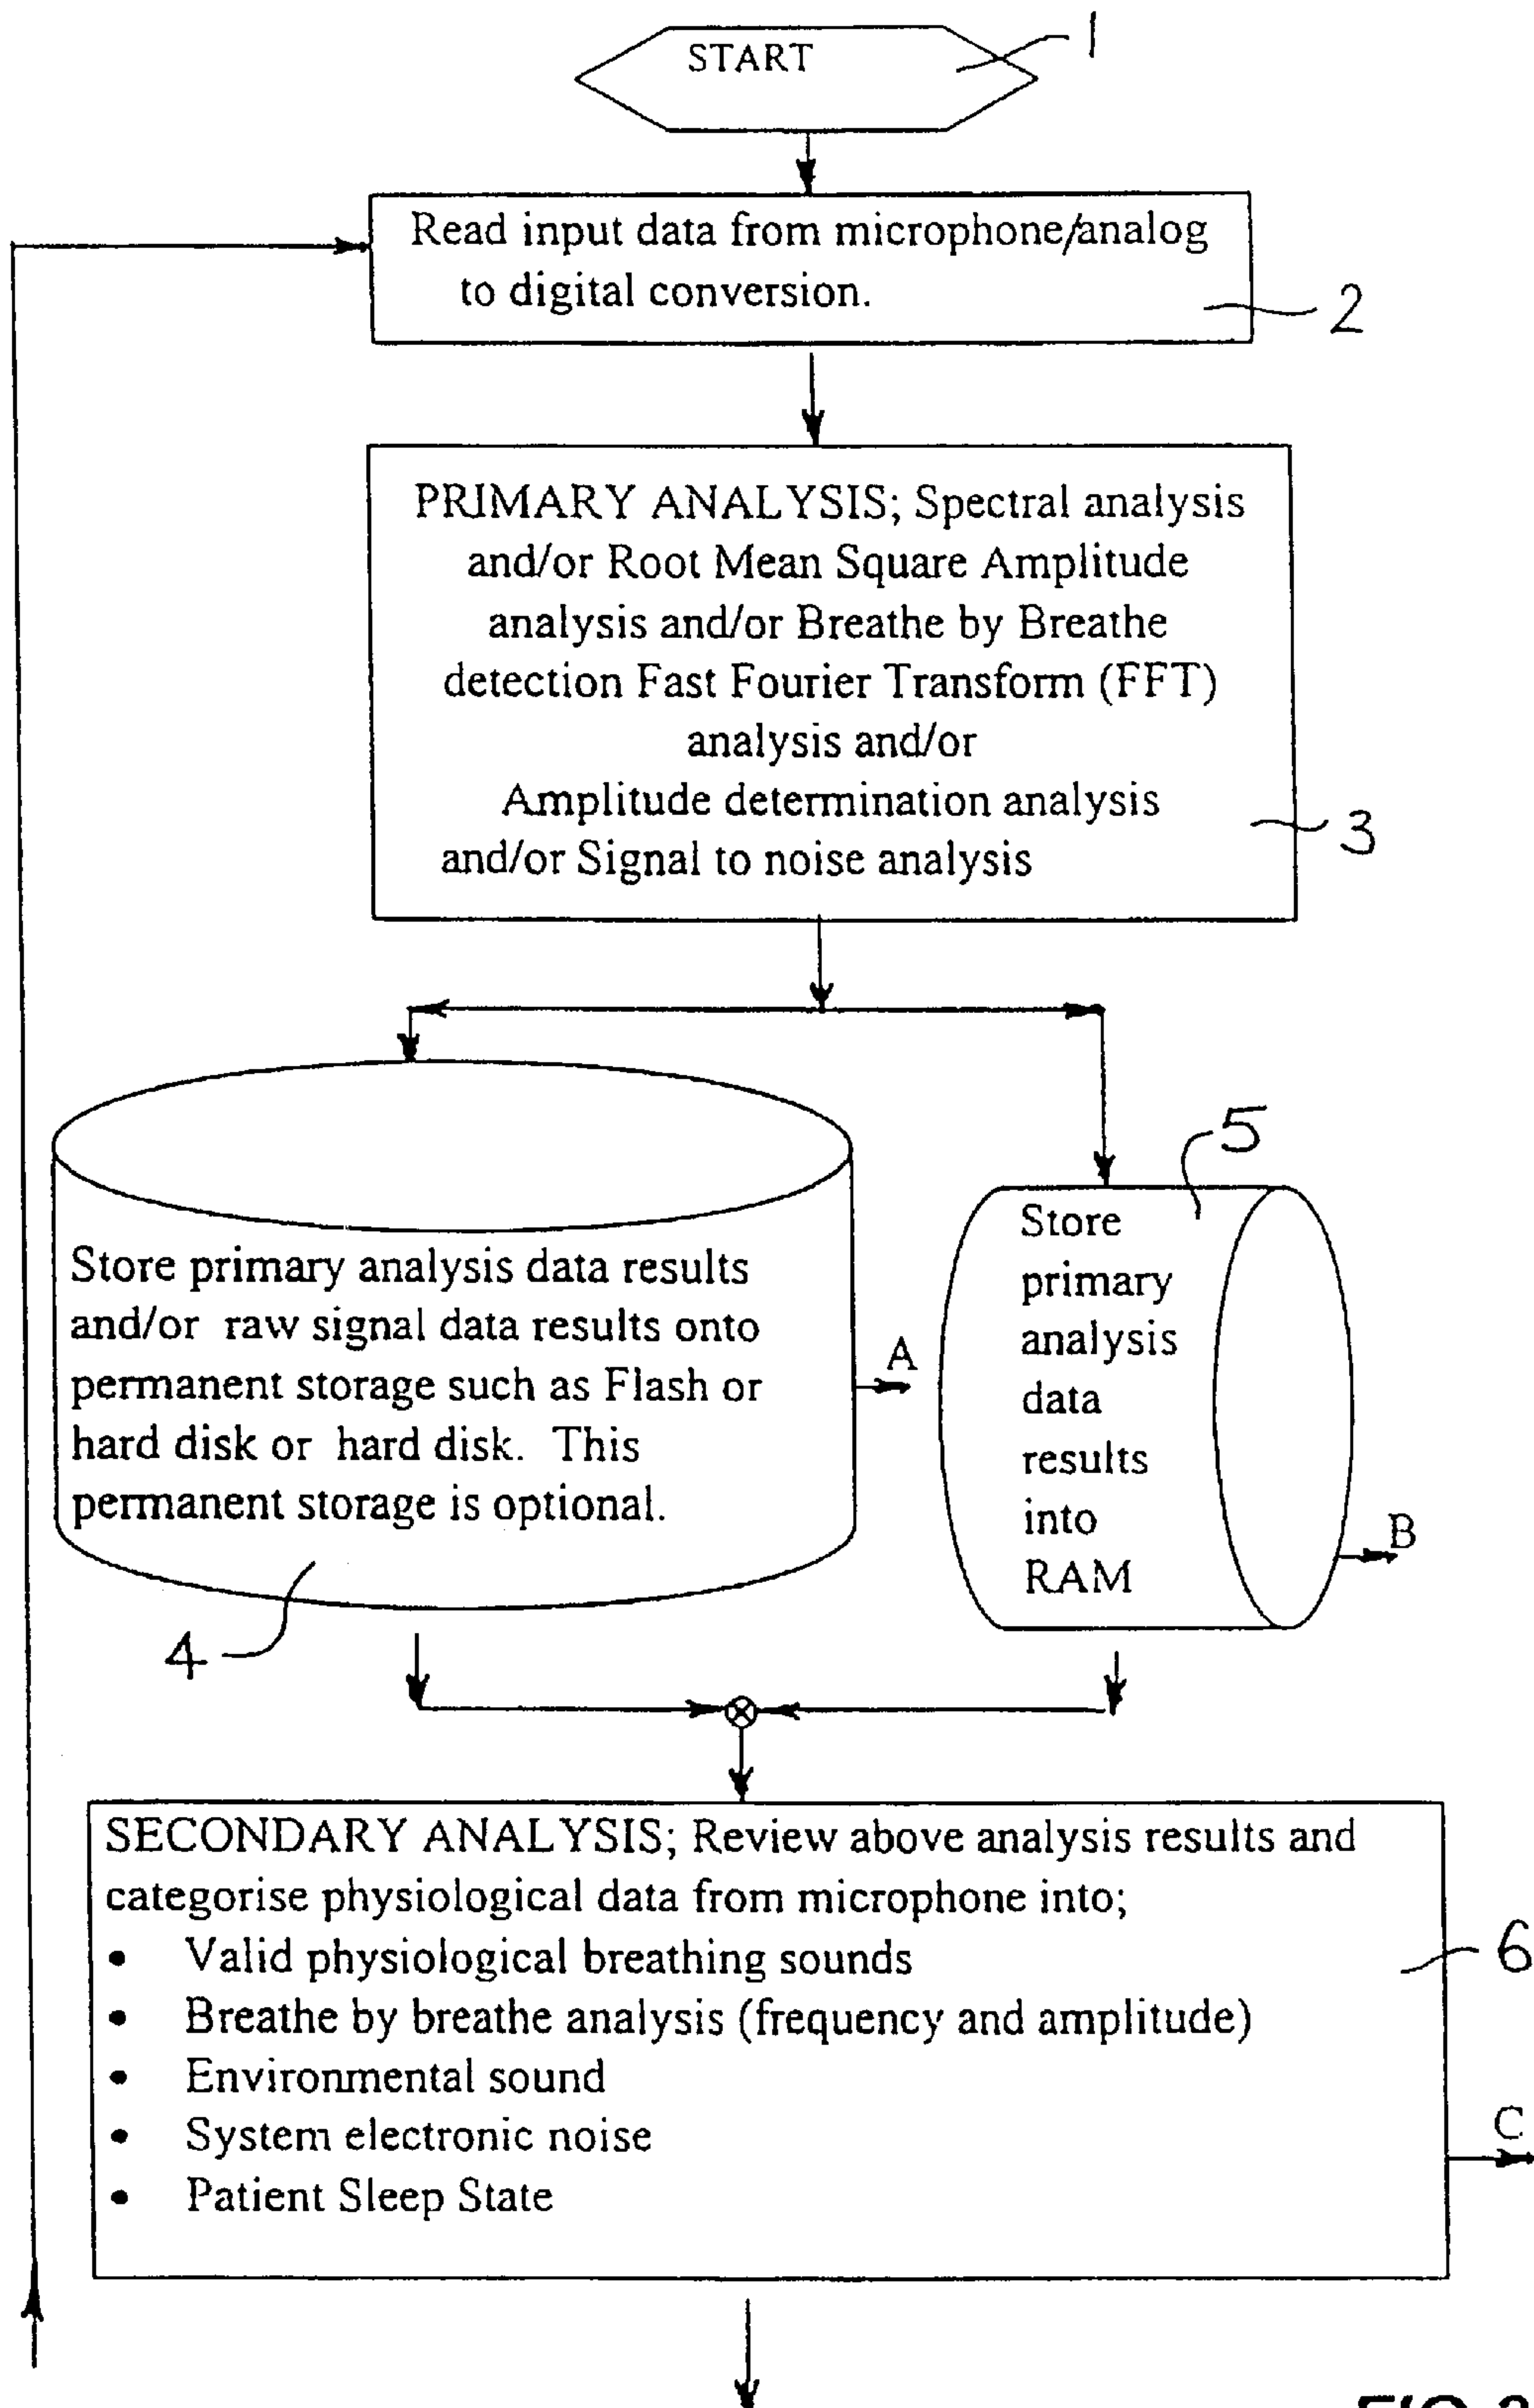 START
1
Read input data from microphone/analog
to digital conversion.
2
PRIMARY ANALYSIS; Spectral analysis
and/or Root Mean Square Amplitude
analysis and/or Breathe by Breathe
detection Fast Fourier Transform (FFT)
analysis and/or
Amplitude determination analysis
and/or Signal to noise analysis
3
Store primary analysis data results
and/or raw signal data results onto
permanent storage such as Flash or
hard disk or hard disk. This
permanent storage is optional.
A
4
5
Store
primary
analysis
data
results
into
RAM
B
SECONDARY ANALYSIS; Review above analysis results and
categorise physiological data from microphone into;
• Valid physiological breathing sounds
• Breathe by breathe analysis (frequency and amplitude)
• Environmental sound
• System electronic noise
• Patient Sleep State
6
C